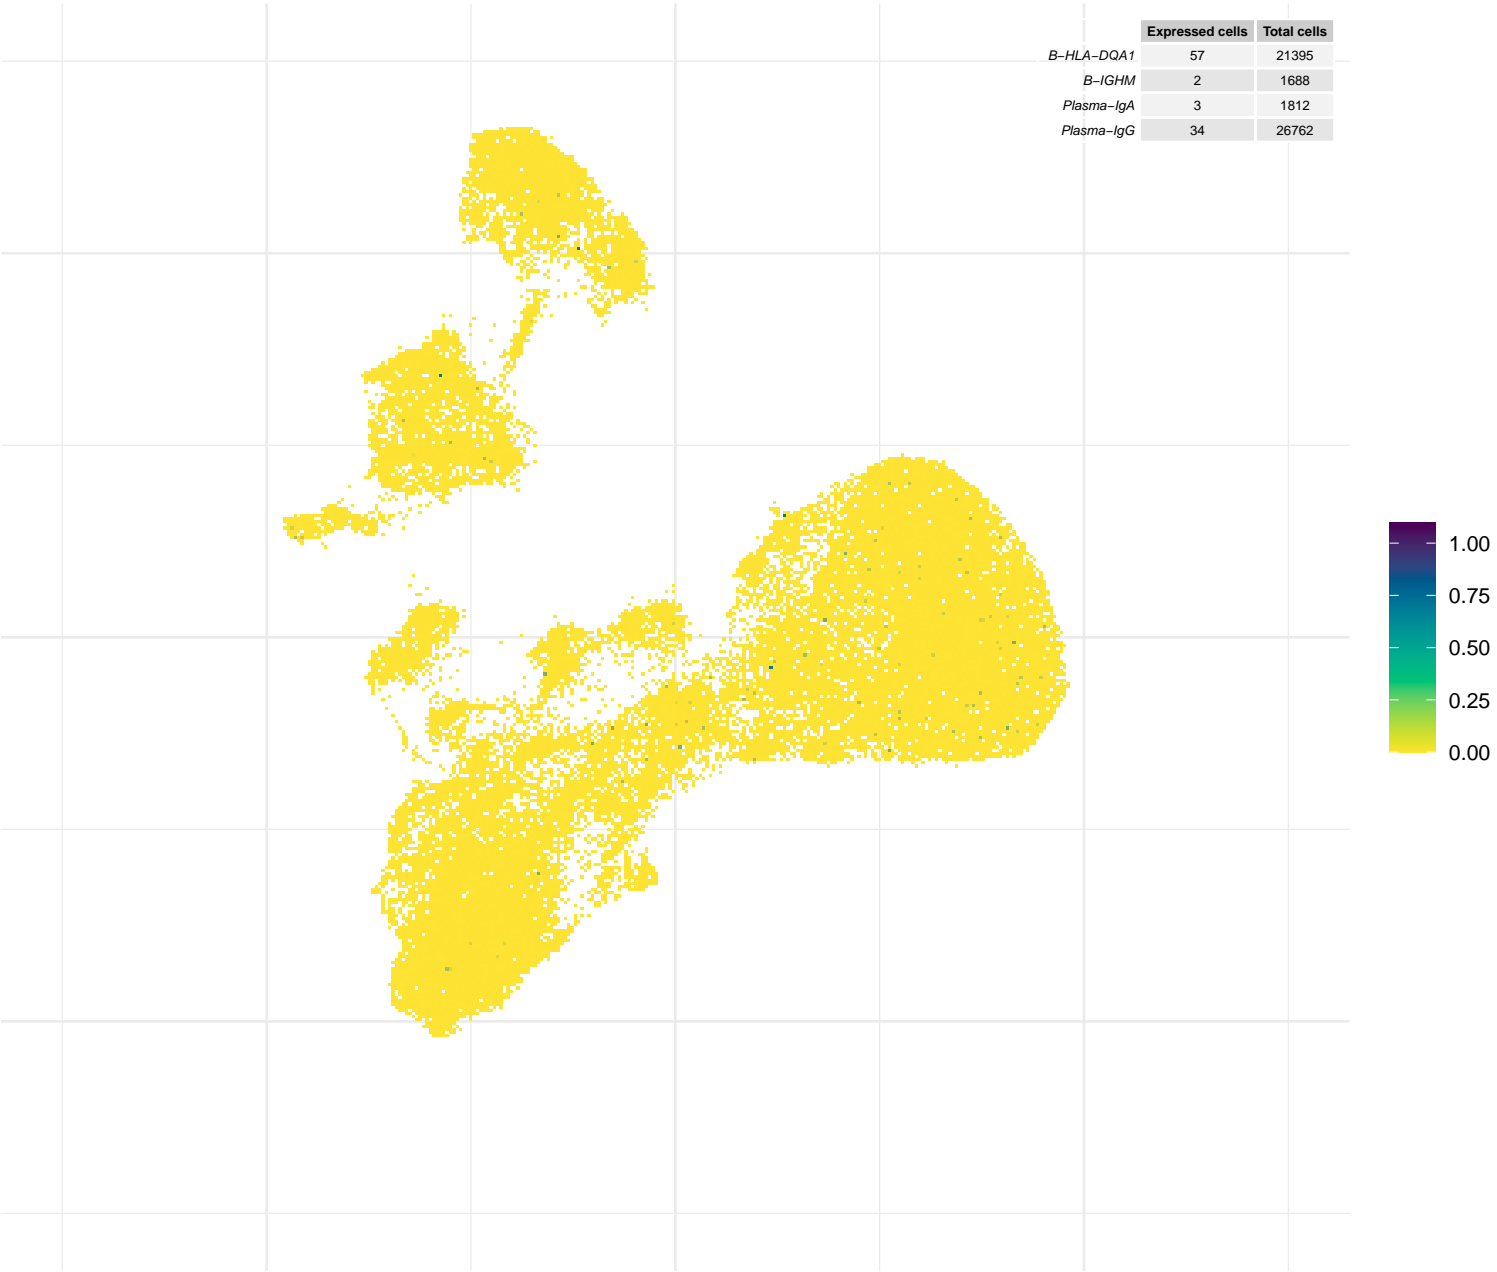 Expressed cells Total cells
B−HLA−DQA1 57 21395
B−IGHM 2 1688
Plasma−IgA 3 1812
Plasma−IgG 34 26762
1.00
0.75
0.50
0.25
0.00